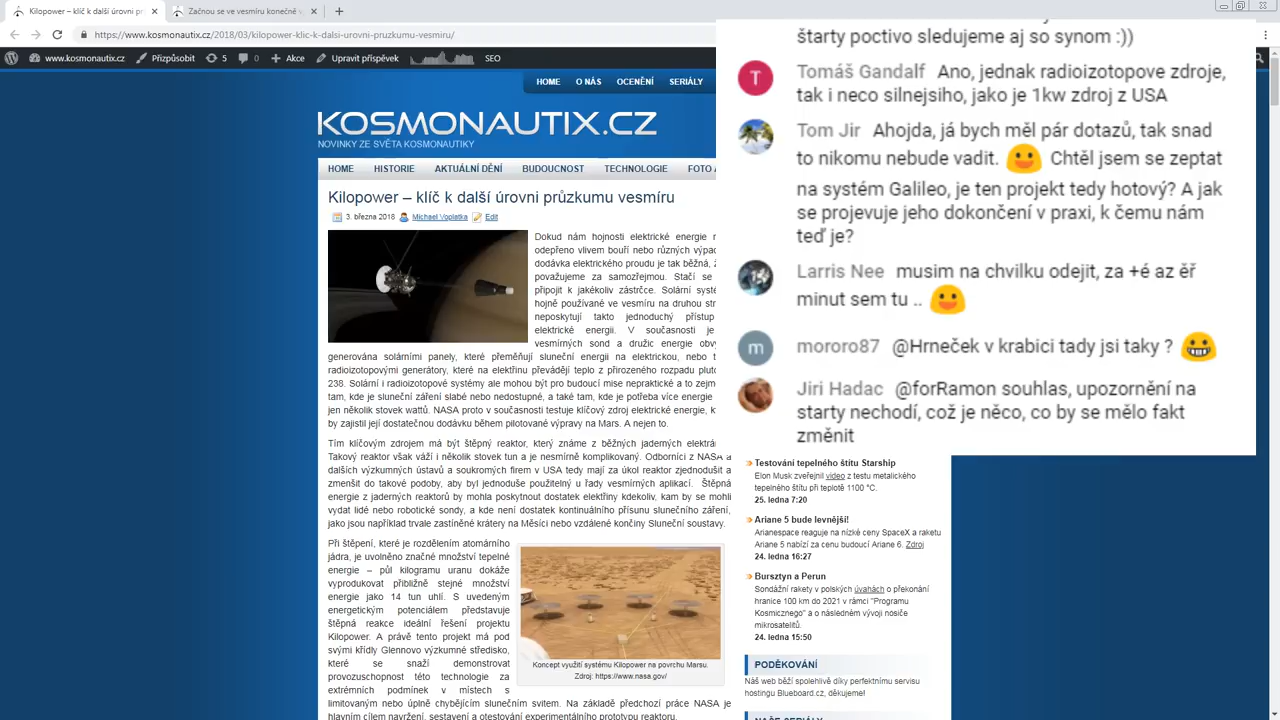 Kilopower – klíč k další úrovni p
Začnou se ve vesmíru konečně v
https://www.kosmonautix.cz/2018/03/kilopower-klic-k-dalsi-urovni-pruzkumu-vesmiru/
www.kosmonautix.cz Přizpůsobit 5 0 Akce Upravit příspěvek SEO
HOME O NÁS OCENĚNÍ SERIÁLY
KOSMONAUTIX.CZ
NOVINKY ZE SVĚTA KOSMONAUTIKY
HOME HISTORIE AKTUÁLNÍ DĚNÍ BUDOUCNOST TECHNOLOGIE FOTO A
Kilopower – klíč k další úrovni průzkumu vesmíru
3. března 2018 Michael Voplatka Edit
Dokud nám hojnosti elektrické energie
odepřeno vlivem bouří nebo různých výpa
dodávka elektrického proudu je tak běžná,
považujeme za samozřejmou. Stačí se
připojit k jakékoliv zástrčce. Solární systé
hojně používané ve vesmíru na druhou str
neposkytují takto jednoduchý přístup
elektrické energii. V současnosti je
vesmírných sond a družic energie obvy
generována solárními panely, které přeměňují sluneční energii na elektrickou, nebo t
radioizotopovými generátory, které na elektřinu převádějí teplo z přirozeného rozpadu pluto
238. Solární i radioizotopové systémy ale mohou být pro budoucí mise nepraktické a to zejm
tam, kde je sluneční záření slabé nebo nedostupné, a také tam, kde je potřeba více energie
jen několik stovek wattů. NASA proto v současnosti testuje klíčový zdroj elektrické energie, k
by zajistil její dostatečnou dodávku během pilotované výpravy na Mars. A nejen to.
Tím klíčovým zdrojem má být štěpný reaktor, který známe z běžných jaderných elektrár
Takový reaktor však váží i několik stovek tun a je nesmírně komplikovaný. Odborníci z NASA a
dalších výzkumných ústavů a soukromých firem v USA tedy mají za úkol reaktor zjednodušit a
zmenšit do takové podoby, aby byl jednoduše použitelný u řady vesmírných aplikací. Štěpná
energie z jaderných reaktorů by mohla poskytnout dostatek elektřiny kdekoliv, kam by se mohli
vydat lidé nebo robotické sondy, a kde není dostatek kontinuálního přísunu slunečního záření,
jako jsou například trvale zastíněné krátery na Měsíci nebo vzdálené končiny Sluneční soustavy.
Při štěpení, které je rozdělením atomárního
jádra, je uvolněno značné množství tepelné
energie – půl kilogramu uranu dokáže
vyprodukovat přibližně stejné množství
energie jako 14 tun uhlí. S uvedeným
energetickým potenciálem představuje
štěpná reakce ideální řešení projektu
Kilopower. A právě tento projekt má pod
svými křídly Glennovo výzkumné středisko,
které se snaží demonstrovat
provozuschopnost této technologie za
extrémních podmínek v místech s
limitovaným nebo úplně chybějícím slunečním svitem. Na základě předchozí práce NASA je
hlavním cílem navržení, sestavení a otestování experimentálního prototypu reaktoru.
Koncept využití systému Kilopower na povrchu Marsu.
Zdroj: https://www.nasa.gov/
štarty poctivo sledujeme aj so synom :))
T Tomáš Gandalf Ano, jednak radioizotopove zdroje,
tak i neco silnejsiho, jako je 1kw zdroj z USA
Tom Jir Ahojda, já bych měl pár dotazů, tak snad
to nikomu nebude vadit. Chtěl jsem se zeptat
na systém Galileo, je ten projekt tedy hotový? A jak
se projevuje jeho dokončení v praxi, k čemu nám
teď je?
Larris Nee musim na chvilku odejit, za +é az ěř
minut sem tu ..
m mororo87 @Hrneček v krabici tady jsi taky ?
Jiri Hadac @forRamon souhlas, upozornění na
starty nechodí, což je něco, co by se mělo fakt
změnit
Testování tepelného štítu Starship
Elon Musk zveřejnil video z testu metalického
tepelného štítu při teplotě 1100 °C.
25. ledna 7:20
Ariane 5 bude levnější!
Arianespace reaguje na nízké ceny SpaceX a raketu
Ariane 5 nabízí za cenu budoucí Ariane 6. Zdroj
24. ledna 16:27
Bursztyn a Perun
Sondážní rakety v polských úvahách o překonání
hranice 100 km do 2021 v rámci "Programu
Kosmicznego" a o následném vývoji nosiče
mikrosatelitů.
24. ledna 15:50
PODĚKOVÁNÍ
Náš web běží spolehlivě díky perfektnímu servisu
hostingu Blueboard.cz, děkujeme!
NAŠE SERIÁLY